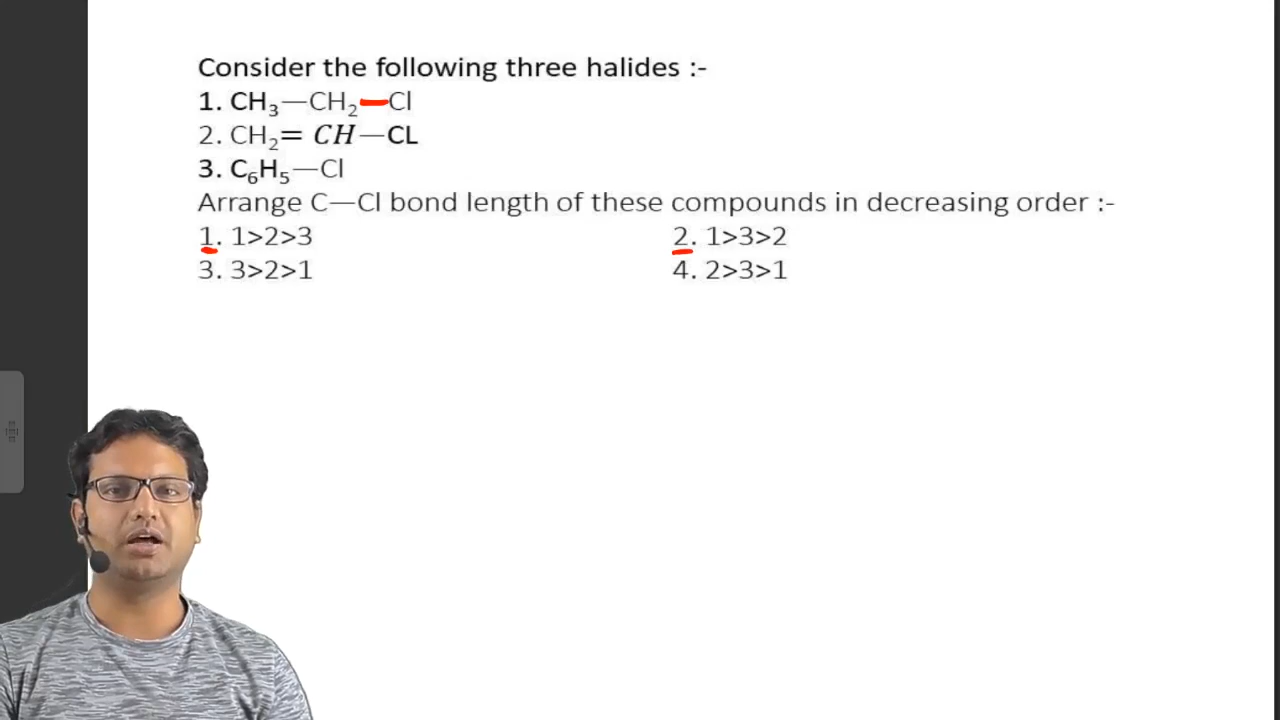 Consider the following three halides :-
1. CH₃—CH₂—Cl
2. CH₂= CH—CL
3. C₆H₅—Cl
Arrange C—Cl bond length of these compounds in decreasing order :-
1. 1>2>3 2. 1>3>2
3. 3>2>1 4. 2>3>1